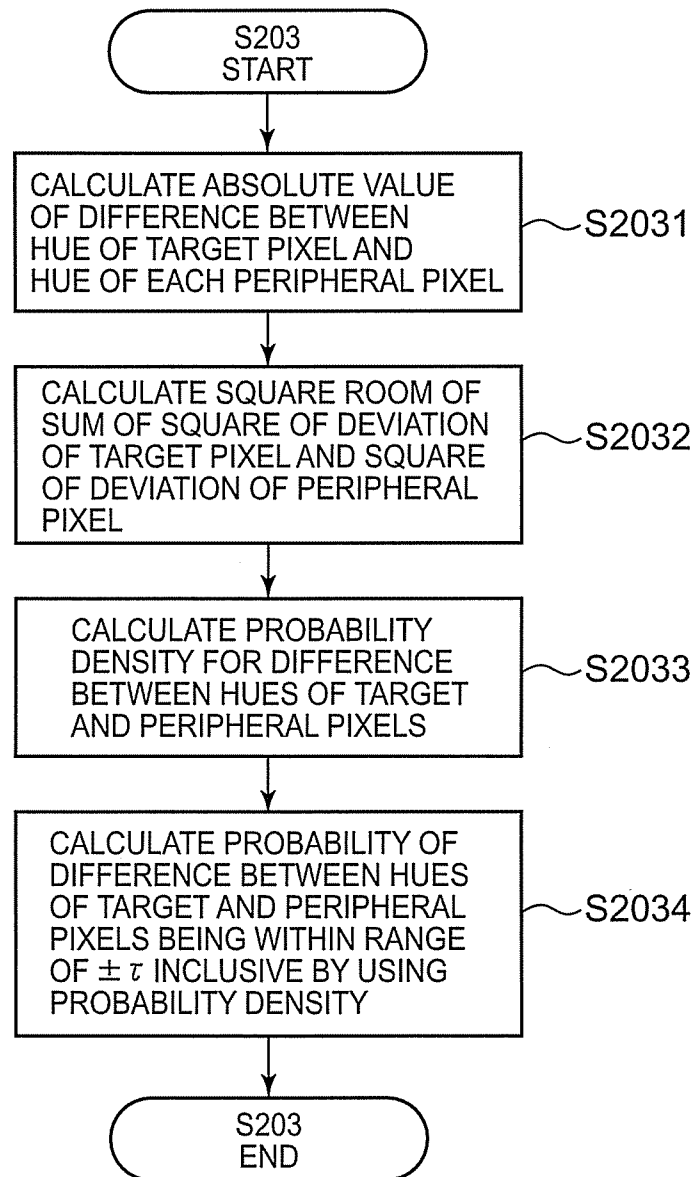 S203
START
CALCULATE ABSOLUTE VALUE
OF DIFFERENCE BETWEEN
HUE OF TARGET PIXEL AND
HUE OF EACH PERIPHERAL PIXEL
S2031
CALCULATE SQUARE ROOM OF
SUM OF SQUARE OF DEVIATION
OF TARGET PIXEL AND SQUARE
OF DEVIATION OF PERIPHERAL
PIXEL
S2032
CALCULATE PROBABILITY
DENSITY FOR DIFFERENCE
BETWEEN HUES OF TARGET
AND PERIPHERAL PIXELS
S2033
CALCULATE PROBABILITY OF
DIFFERENCE BETWEEN HUES
OF TARGET AND PERIPHERAL
PIXELS BEING WITHIN RANGE
OF ± τ INCLUSIVE BY USING
PROBABILITY DENSITY
S2034
S203
END